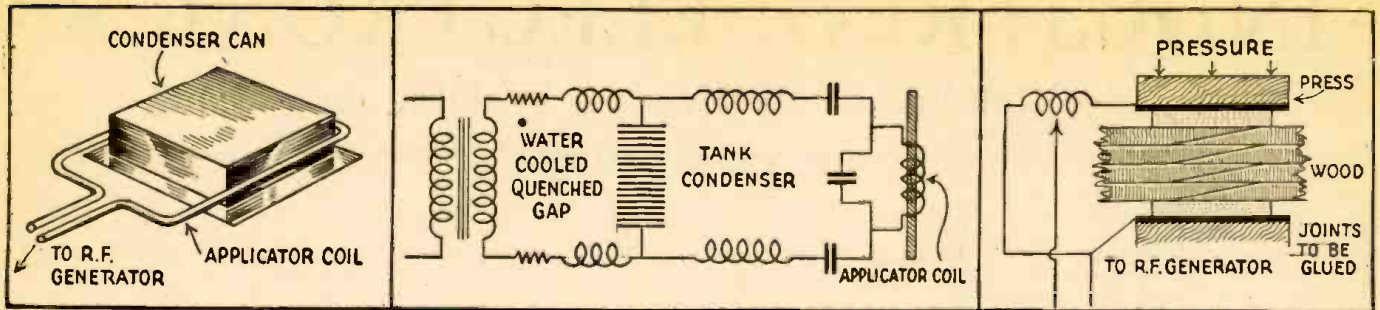 CONDENSER CAN
TO R.F.
GENERATOR
APPLICATOR COIL
WATER
COOLED
QUENCHED
GAP
TANK
CONDENSER
APPLICATOR COIL
PRESSURE
PRESS
WOOD
JOINTS
TO BE
GLUED
TO R.F. GENERATOR